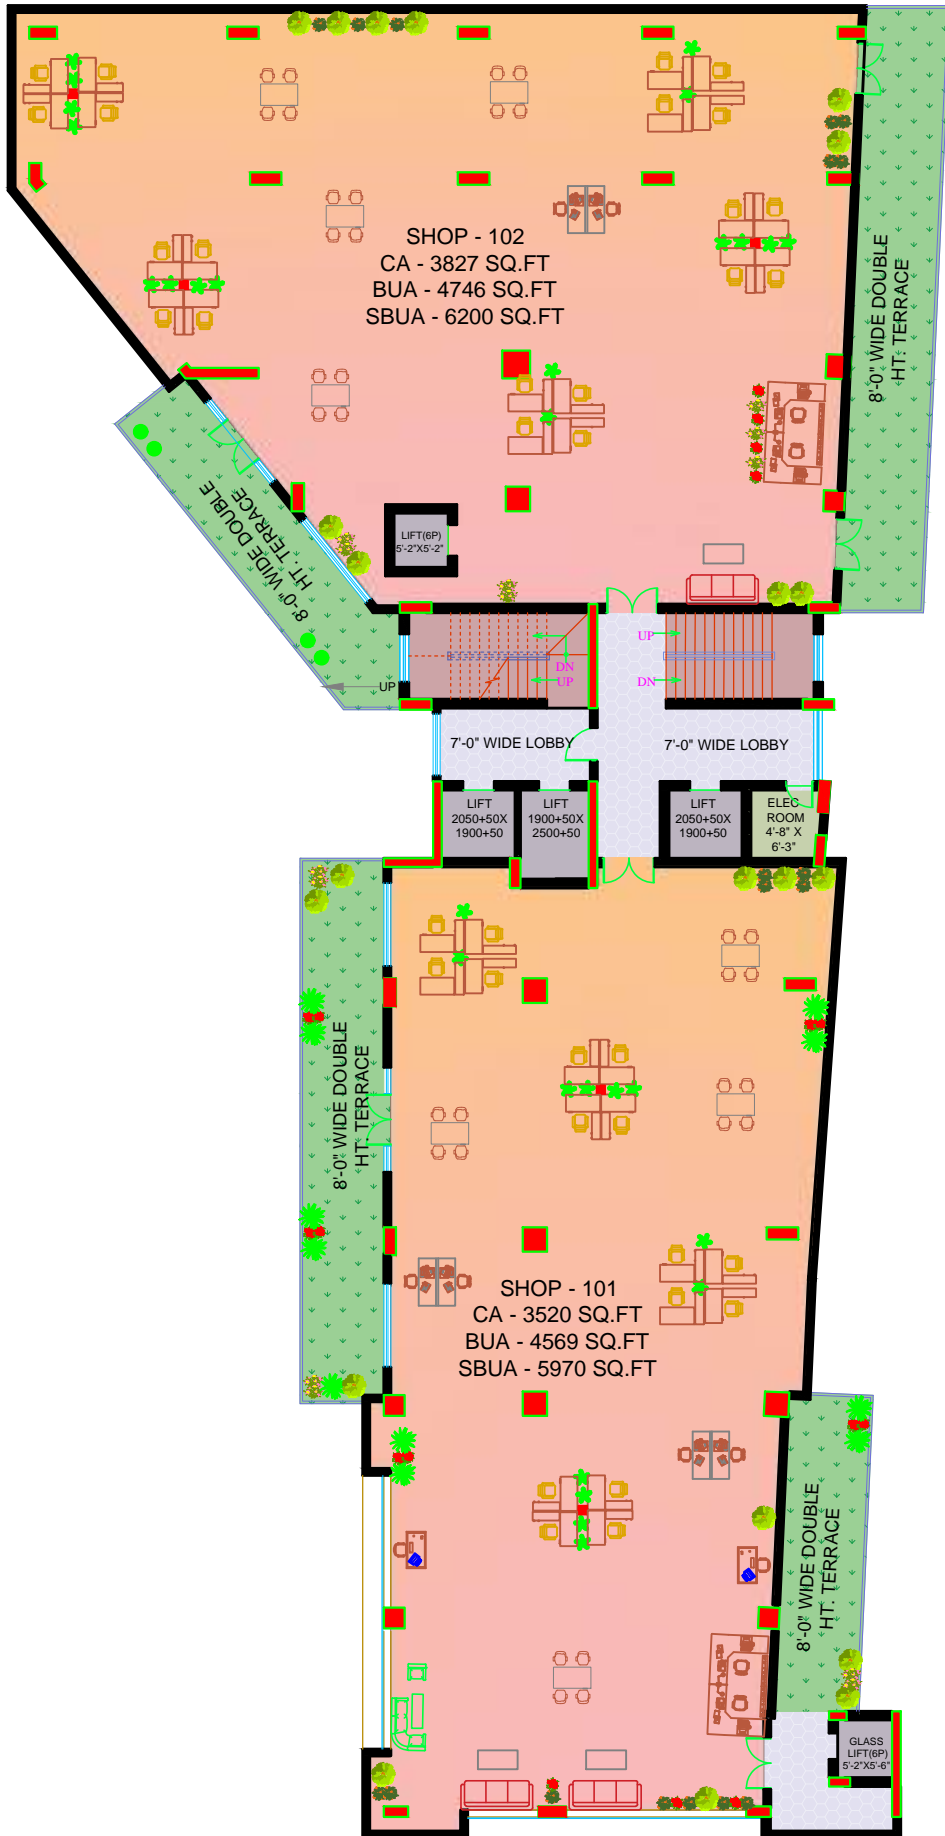 SHOP - 102
CA - 3827 SQ.FT
BUA - 4746 SQ.FT
SBUA - 6200 SQ.FT
8'-0" WIDE DOUBLE
HT. TERRACE
8'-0" WIDE DOUBLE
HT. TERRACE
LIFT(6P)
5'-2"X5'-2"
UP
DN
UP
UP
DN
7'-0" WIDE LOBBY
7'-0" WIDE LOBBY
LIFT
2050+50X
1900+50
LIFT
1900+50X
2500+50
LIFT
2050+50X
1900+50
ELEC
ROOM
4'-8" X
6'-3"
8'-0" WIDE DOUBLE
HT. TERRACE
SHOP - 101
CA - 3520 SQ.FT
BUA - 4569 SQ.FT
SBUA - 5970 SQ.FT
8'-0" WIDE DOUBLE
HT. TERRACE
GLASS
LIFT(6P)
5'-2"X5'-6"